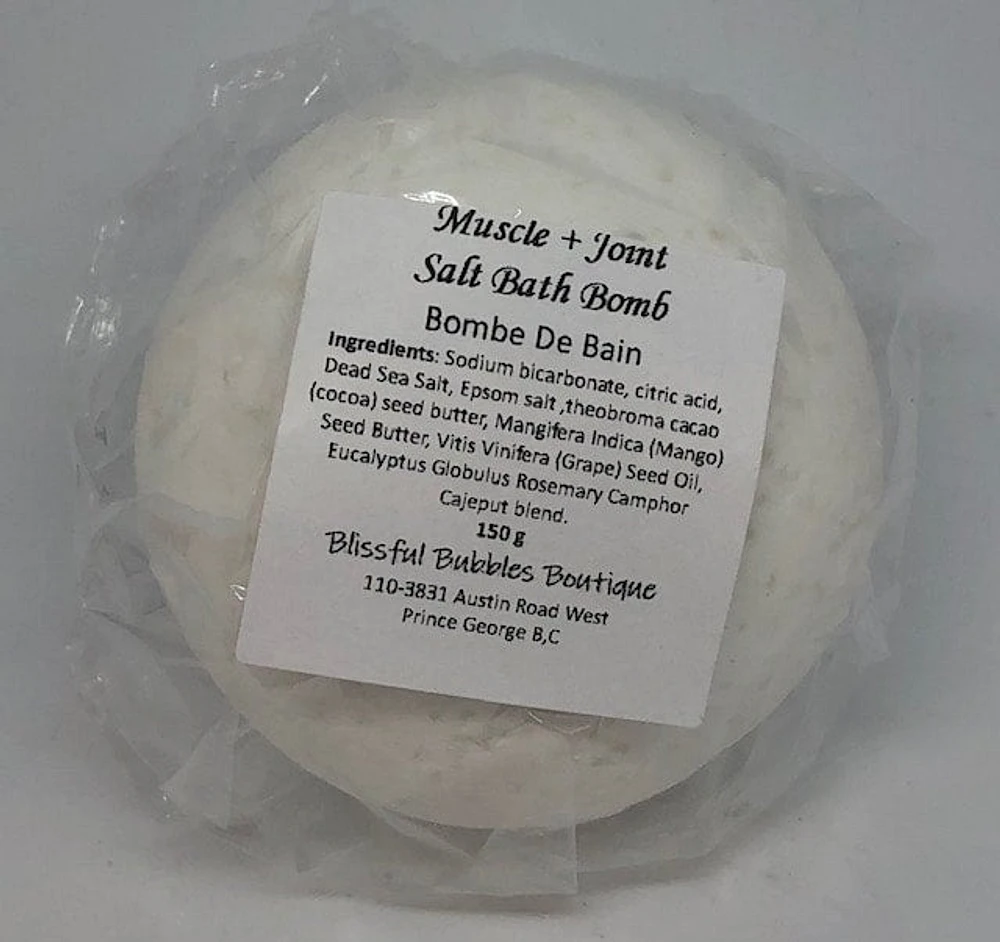 Muscle + Joint
Salt Bath Bomb
Bombe De Bain
Ingredients: Sodium bicarbonate, citric acid,
Dead Sea Salt, Epsom salt ,theobroma cacao
(cocoa) seed butter, Mangifera Indica (Mango)
Seed Butter, Vitis Vinifera (Grape) Seed Oil,
Eucalyptus Globulus Rosemary Camphor
Cajeput blend.
150 g
Blissful Bubbles Boutique
110-3831 Austin Road West
Prince George B,C